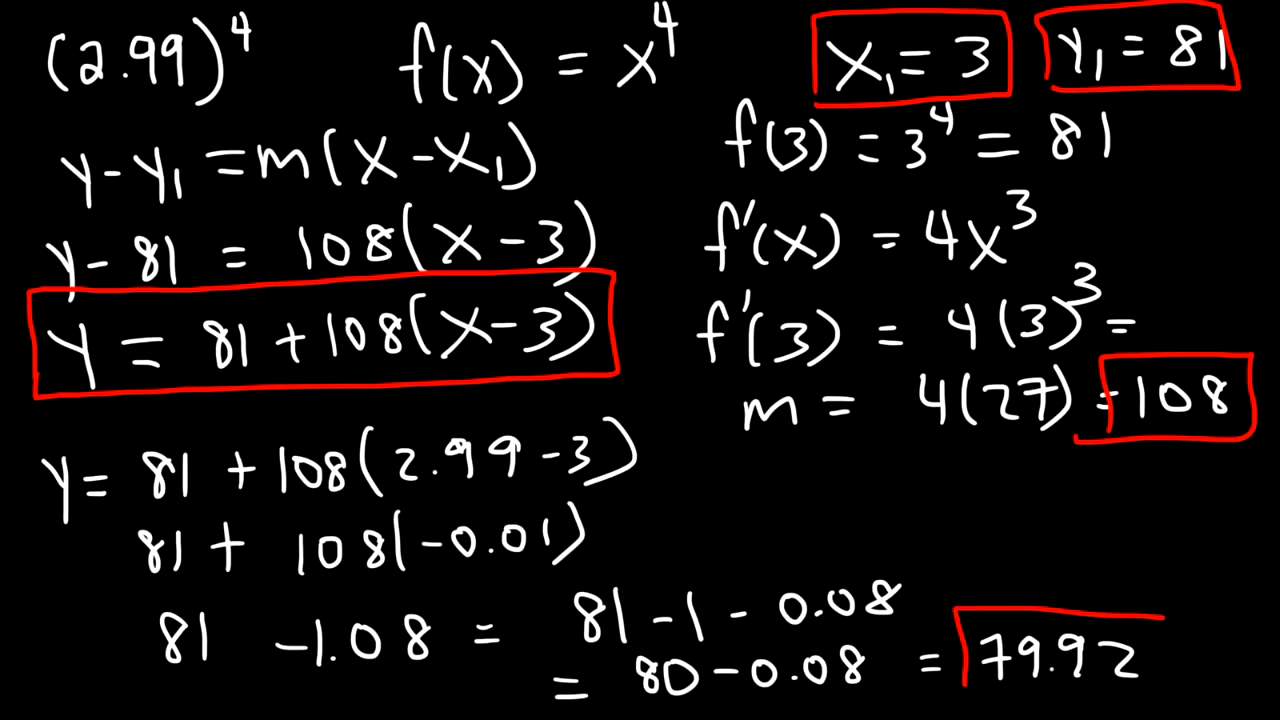 (2.99)⁴
f(x) = x⁴
x₁ = 3
y₁ = 81
y - y₁ = m(x - x₁)
y - 81 = 108(x - 3)
y = 81 + 108(x - 3)
f(3) = 3⁴ = 81
f'(x) = 4x³
f'(3) = 4(3)³ =
m = 4(27) = 108
y = 81 + 108(2.99 - 3)
81 + 108(-0.01)
81 - 1.08 = 81 - 1 - 0.08
= 80 - 0.08 = 79.92